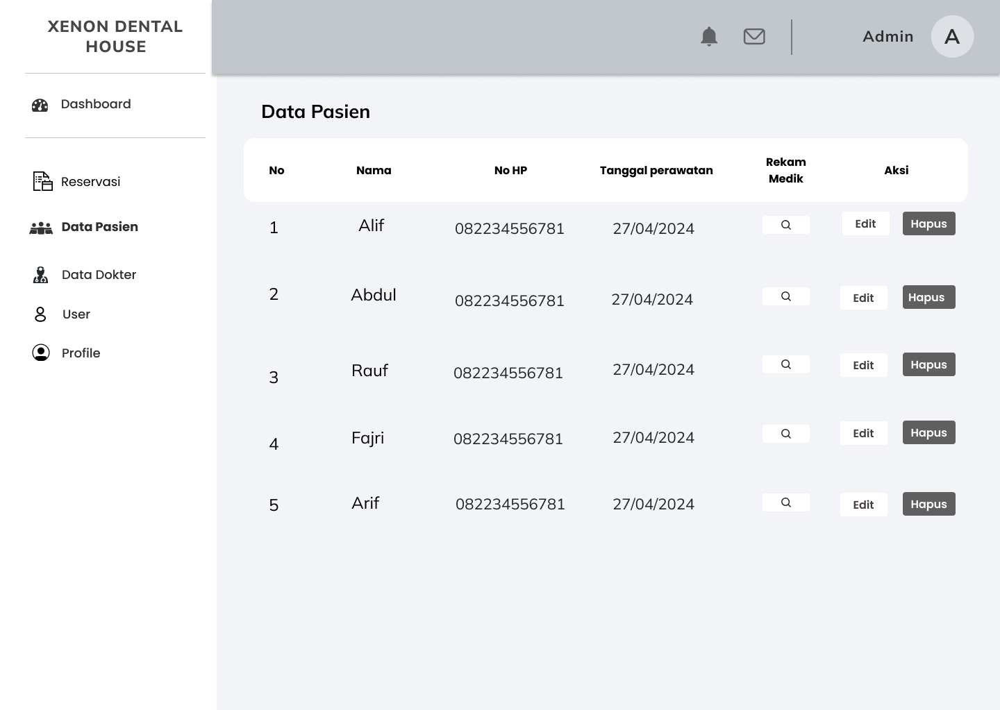 XENON DENTAL
HOUSE
Admin
A
Dashboard
Reservasi
Data Pasien
Data Dokter
User
Profile
Data Pasien
No Nama No HP Tanggal perawatan Rekam Medik Aksi
1 Alif 082234556781 27/04/2024 Edit Hapus
2 Abdul 082234556781 27/04/2024 Edit Hapus
3 Rauf 082234556781 27/04/2024 Edit Hapus
4 Fajri 082234556781 27/04/2024 Edit Hapus
5 Arif 082234556781 27/04/2024 Edit Hapus